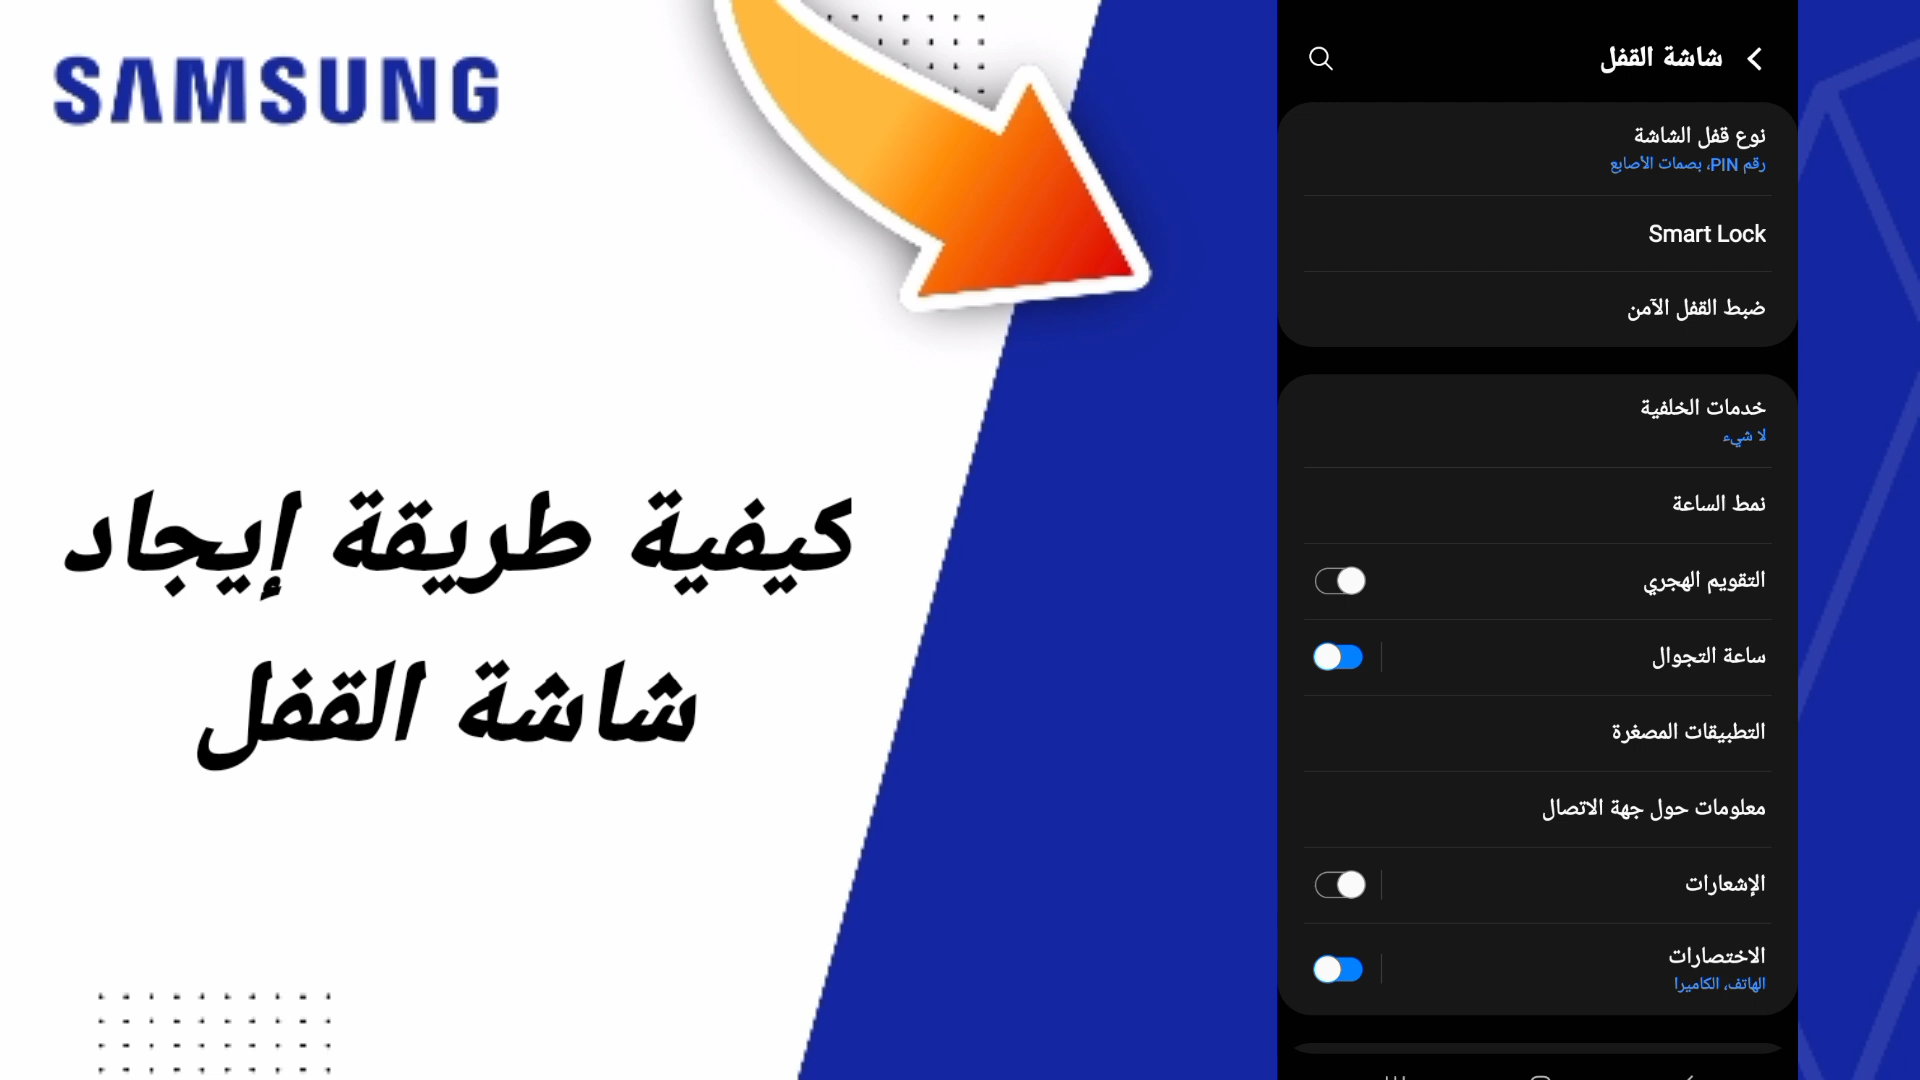 SAMSUNG
كيفية طريقة إيجاد
شاشة القفل
شاشة القفل
نوع قفل الشاشة
رقم PIN، بصمات الأصابع
Smart Lock
ضبط القفل الآمن
خدمات الخلفية
لا شيء
نمط الساعة
التقويم الهجري
ساعة التجوال
التطبيقات المصغرة
معلومات حول جهة الاتصال
الإشعارات
الاختصارات
الهاتف، الكاميرا